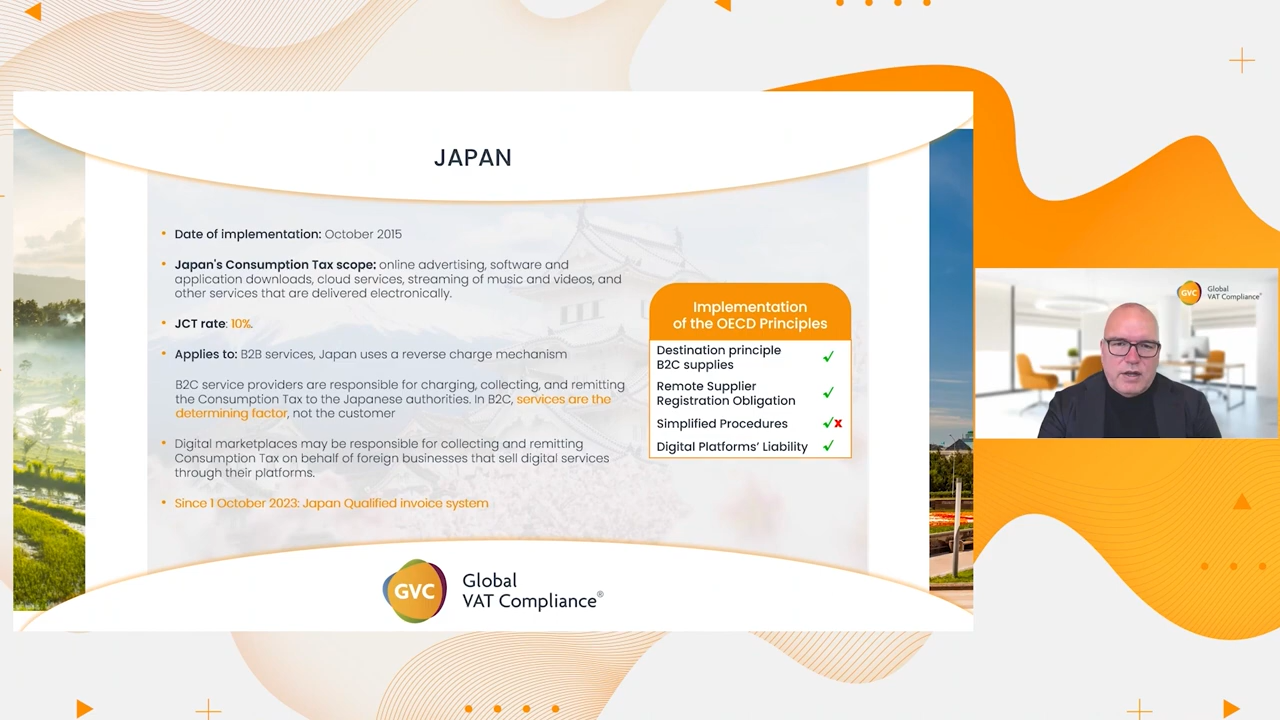 JAPAN
• Date of implementation: October 2015
• Japan's Consumption Tax scope: online advertising, software and
application downloads, cloud services, streaming of music and videos, and
other services that are delivered electronically.
• JCT rate: 10%.
• Applies to: B2B services, Japan uses a reverse charge mechanism
B2C service providers are responsible for charging, collecting, and remitting
the Consumption Tax to the Japanese authorities. In B2C, services are the
determining factor, not the customer
• Digital marketplaces may be responsible for collecting and remitting
Consumption Tax on behalf of foreign businesses that sell digital services
through their platforms.
• Since 1 October 2023: Japan Qualified invoice system
Implementation
of the OECD Principles
Destination principle
B2C supplies ✓
Remote Supplier
Registration Obligation ✓
Simplified Procedures ✓x
Digital Platforms' Liability ✓
GVC
Global
VAT Compliance®
GVC
Global
VAT Compliance®